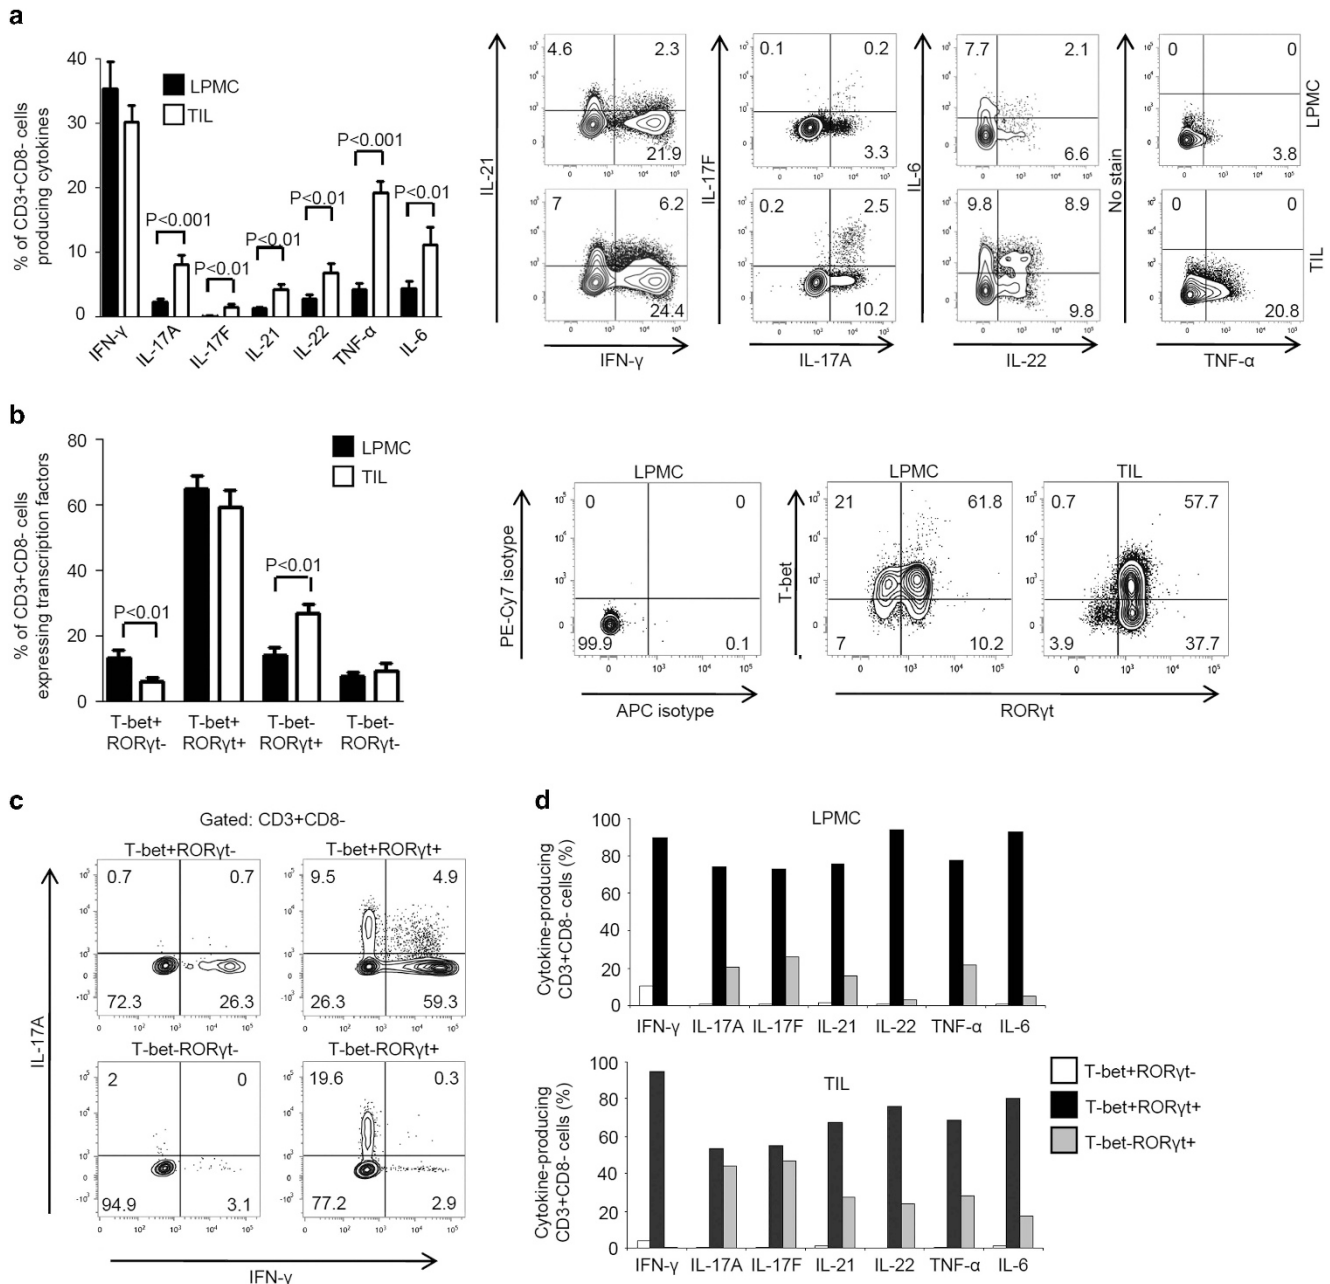 a
% of CD3+CD8- cells
producing cytokines
40
30
20
10
0
LPMC
TIL
P<0.001
P<0.01
P<0.01
P<0.01
P<0.001
P<0.01
IFN-γ
IL-17A
IL-17F
IL-21
IL-22
TNF-α
IL-6
IL-21
4.6 2.3
21.9
7 6.2
24.4
IFN-γ
IL-17F
0.1 0.2
3.3
0.2 2.5
10.2
IL-17A
IL-6
7.7 2.1
6.6
9.8 8.9
9.8
IL-22
No stain
0 0
3.8
LPMC
0 0
20.8
TIL
TNF-α
b
% of CD3+CD8- cells
expressing transcription factors
80
60
40
20
0
LPMC
TIL
P<0.01
P<0.01
T-bet+
RORγt-
T-bet+
RORγt+
T-bet-
RORγt+
T-bet-
RORγt-
LPMC
PE-Cy7 isotype
0 0
99.9 0.1
APC isotype
LPMC
T-bet
21 61.8
7 10.2
TIL
0.7 57.7
3.9 37.7
RORγt
c
Gated: CD3+CD8-
T-bet+RORγt-
0.7 0.7
72.3 26.3
T-bet+RORγt+
9.5 4.9
26.3 59.3
T-bet-RORγt-
2 0
94.9 3.1
T-bet-RORγt+
19.6 0.3
77.2 2.9
IL-17A
IFN-γ
d
LPMC
Cytokine-producing
CD3+CD8- cells (%)
100
80
60
40
20
0
IFN-γ IL-17A IL-17F IL-21 IL-22 TNF-α IL-6
TIL
Cytokine-producing
CD3+CD8- cells (%)
100
80
60
40
20
0
IFN-γ IL-17A IL-17F IL-21 IL-22 TNF-α IL-6
T-bet+RORγt-
T-bet+RORγt+
T-bet-RORγt+